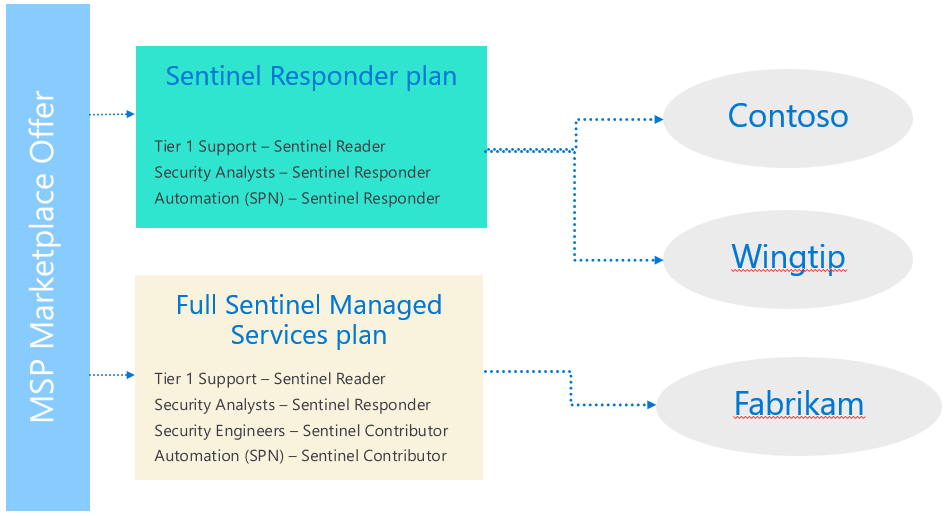 MSP Marketplace Offer
Sentinel Responder plan
Tier 1 Support – Sentinel Reader
Security Analysts – Sentinel Responder
Automation (SPN) – Sentinel Responder
Full Sentinel Managed
Services plan
Tier 1 Support – Sentinel Reader
Security Analysts – Sentinel Responder
Security Engineers – Sentinel Contributor
Automation (SPN) – Sentinel Contributor
Contoso
Wingtip
Fabrikam